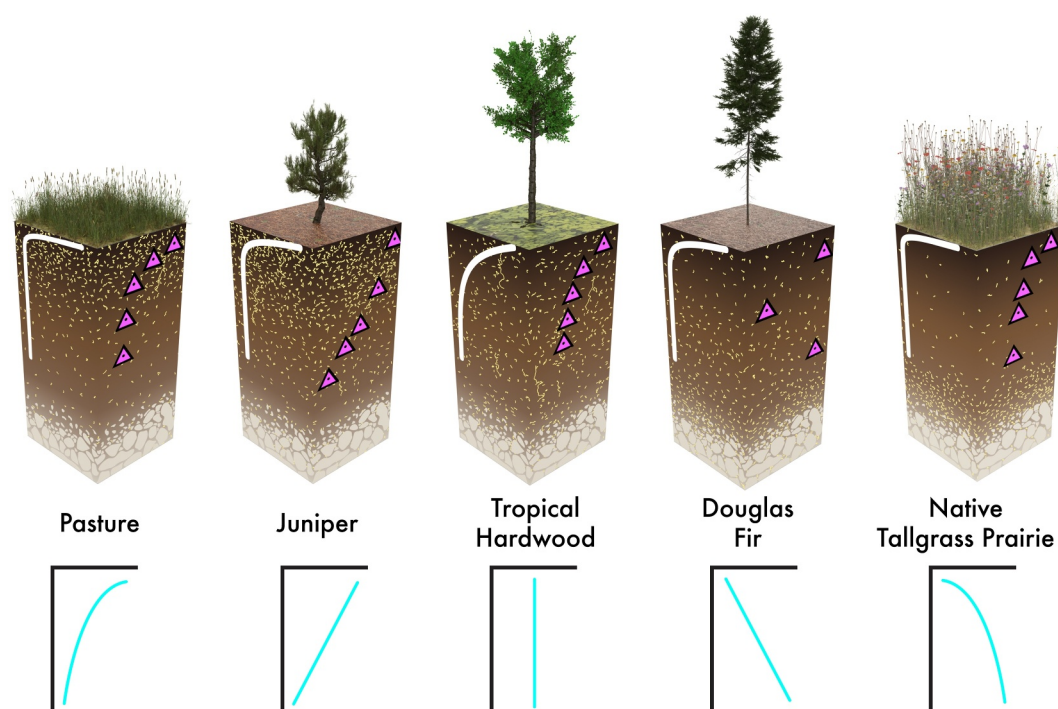 Pasture
Juniper
Tropical
Hardwood
Douglas
Fir
Native
Tallgrass Prairie